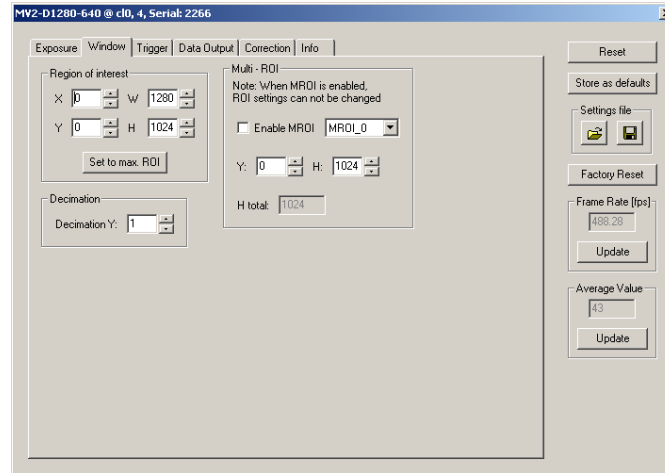 MV2-D1280-640 @ cl0, 4, Serial: 2266
Exposure Window Trigger Data Output Correction Info
Region of interest
X 0 W 1280
Y 0 H 1024
Set to max. ROI
Decimation
Decimation Y: 1
Multi - ROI
Note: When MROI is enabled,
ROI settings can not be changed
Enable MROI MROI_0
Y: 0 H: 1024
H total: 1024
Reset
Store as defaults
Settings file
Factory Reset
Frame Rate [fps]
488.28
Update
Average Value
43
Update